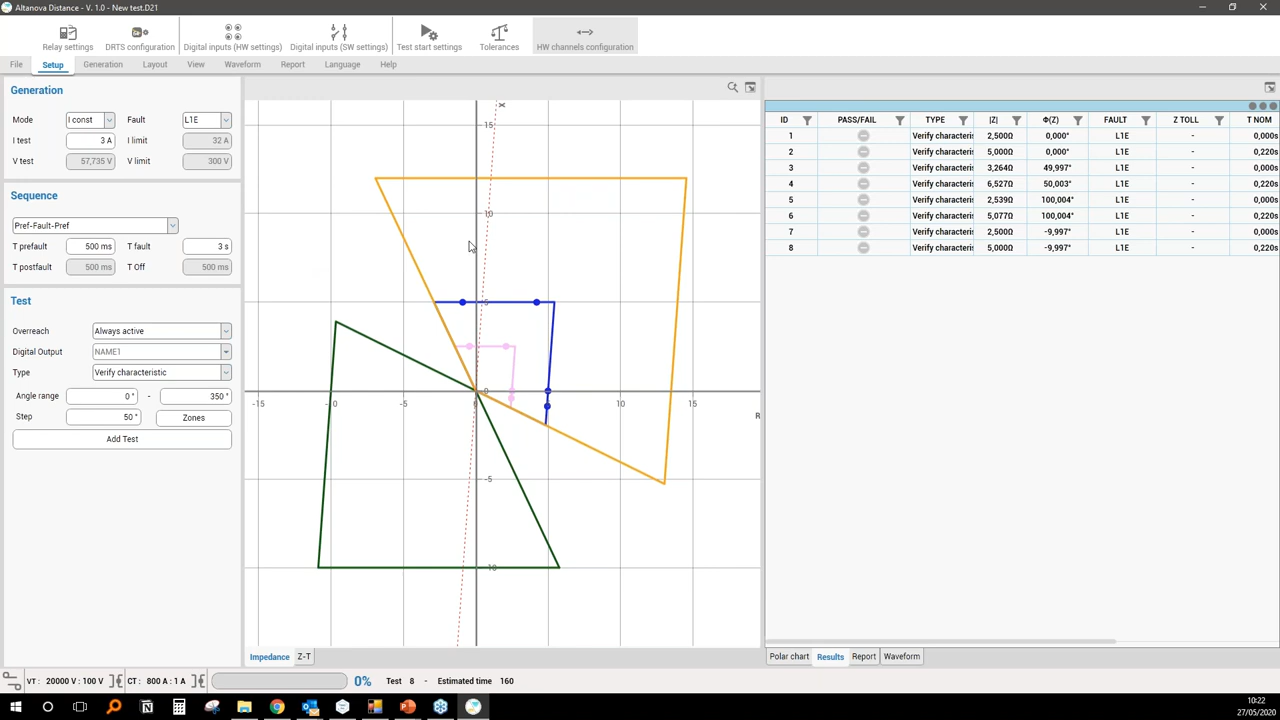 Altanova Distance - V. 1.0 - New test.D21
Relay settings
DRTS configuration
Digital inputs (HW settings)
Digital inputs (SW settings)
Test start settings
Tolerances
HW channels configuration
File Setup Generation Layout View Waveform Report Language Help
Generation
Mode I const Fault L1E
I test 3 A I limit 32 A
V test 57,735 V V limit 300 V
Sequence
Pref-Fault-Pref
T prefault 500 ms T fault 3 s
T postfault 500 ms T Off 500 ms
Test
Overreach Always active
Digital Output NAME1
Type Verify characteristic
Angle range 0 ° - 350 °
Step 50 ° Zones
Add Test
X
15
10
5
0
-15
-5
10
15
R
-5
-10
Impedance Z-T
ID PASS/FAIL TYPE |Z| Φ(Z) FAULT Z TOLL T NOM
1 Verify characteris 2,500Ω 0,000° L1E - 0,000s
2 Verify characteris 5,000Ω 0,000° L1E - 0,220s
3 Verify characteris 3,264Ω 49,997° L1E - 0,000s
4 Verify characteris 6,527Ω 50,003° L1E - 0,220s
5 Verify characteris 2,539Ω 100,004° L1E - 0,000s
6 Verify characteris 5,077Ω 100,004° L1E - 0,220s
7 Verify characteris 2,500Ω -9,997° L1E - 0,000s
8 Verify characteris 5,000Ω -9,997° L1E - 0,220s
Polar chart Results Report Waveform
VT : 20000 V : 100 V CT : 800 A : 1 A 0% Test 8 - Estimated time 160
10:22
27/05/2020